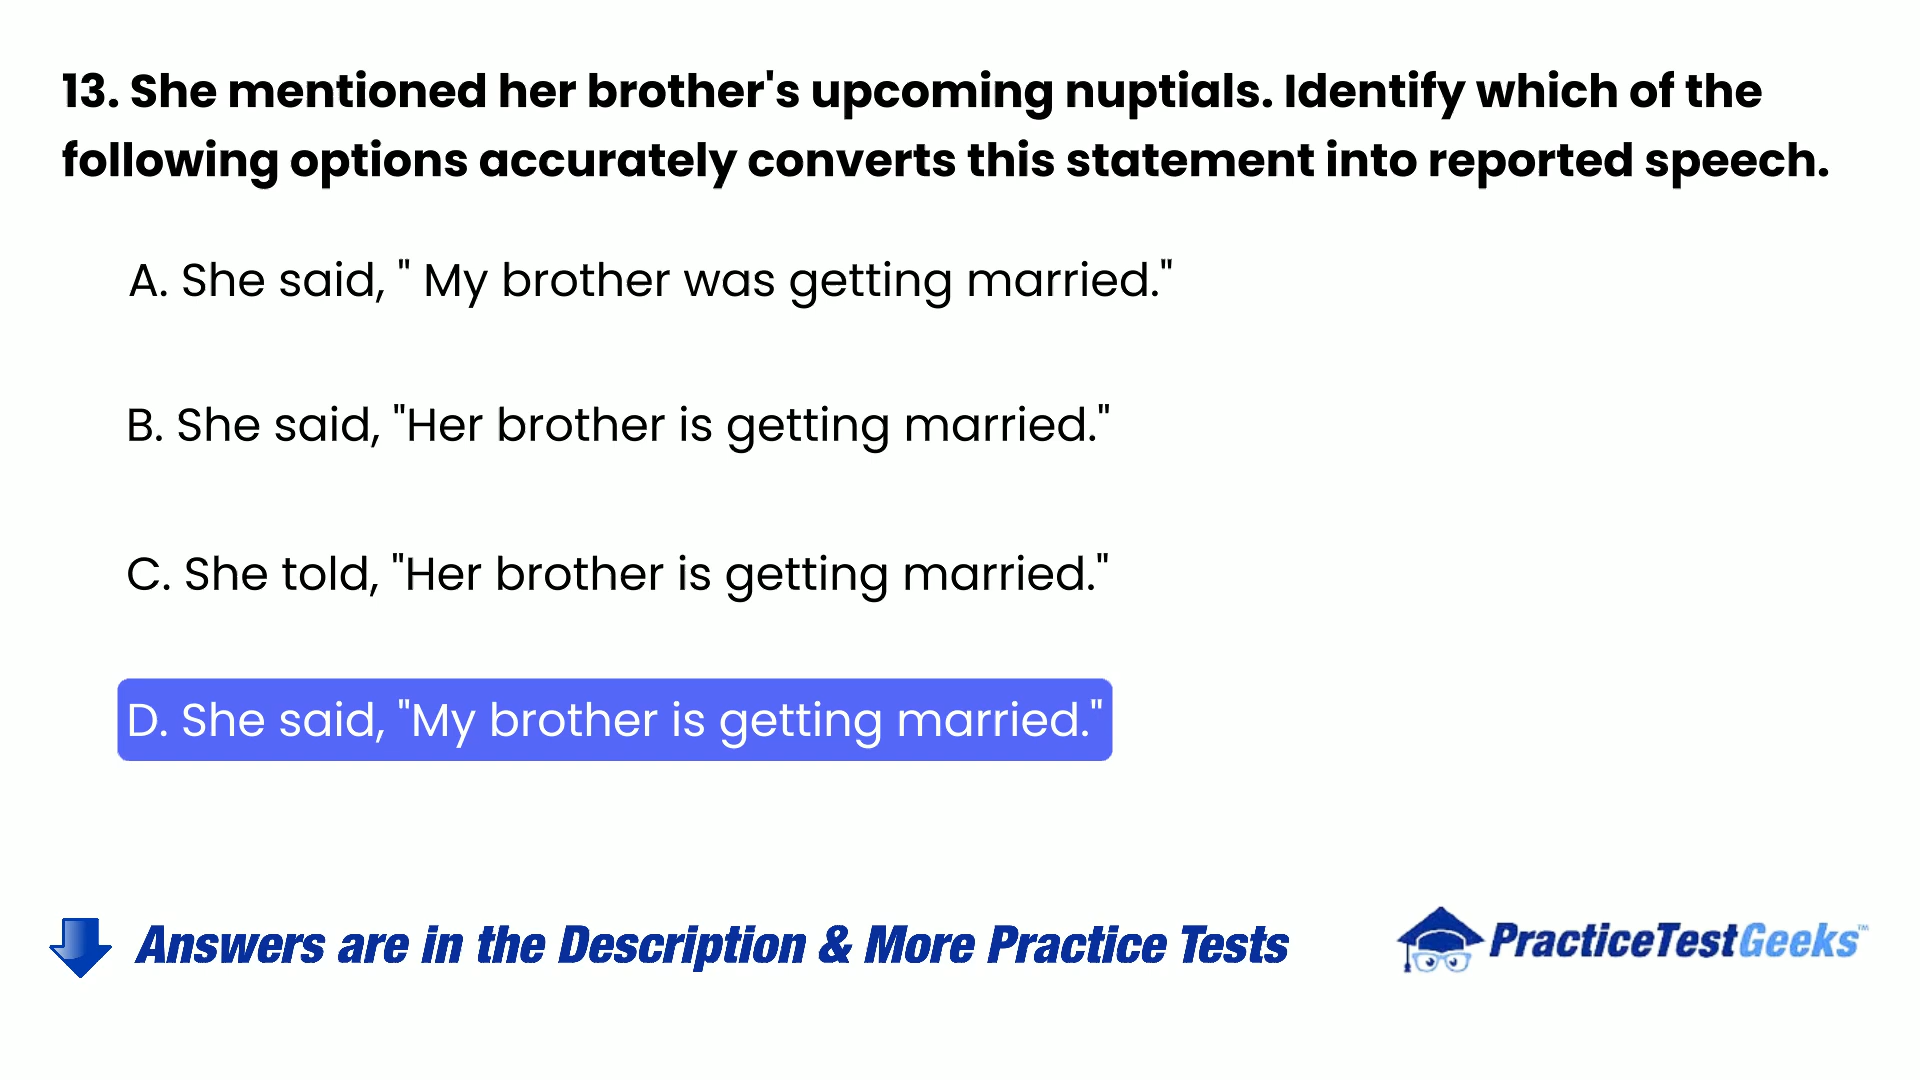 13. She mentioned her brother's upcoming nuptials. Identify which of the
following options accurately converts this statement into reported speech.
A. She said, " My brother was getting married."
B. She said, "Her brother is getting married."
C. She told, "Her brother is getting married."
D. She said, "My brother is getting married."
Answers are in the Description & More Practice Tests
PracticeTestGeeks™